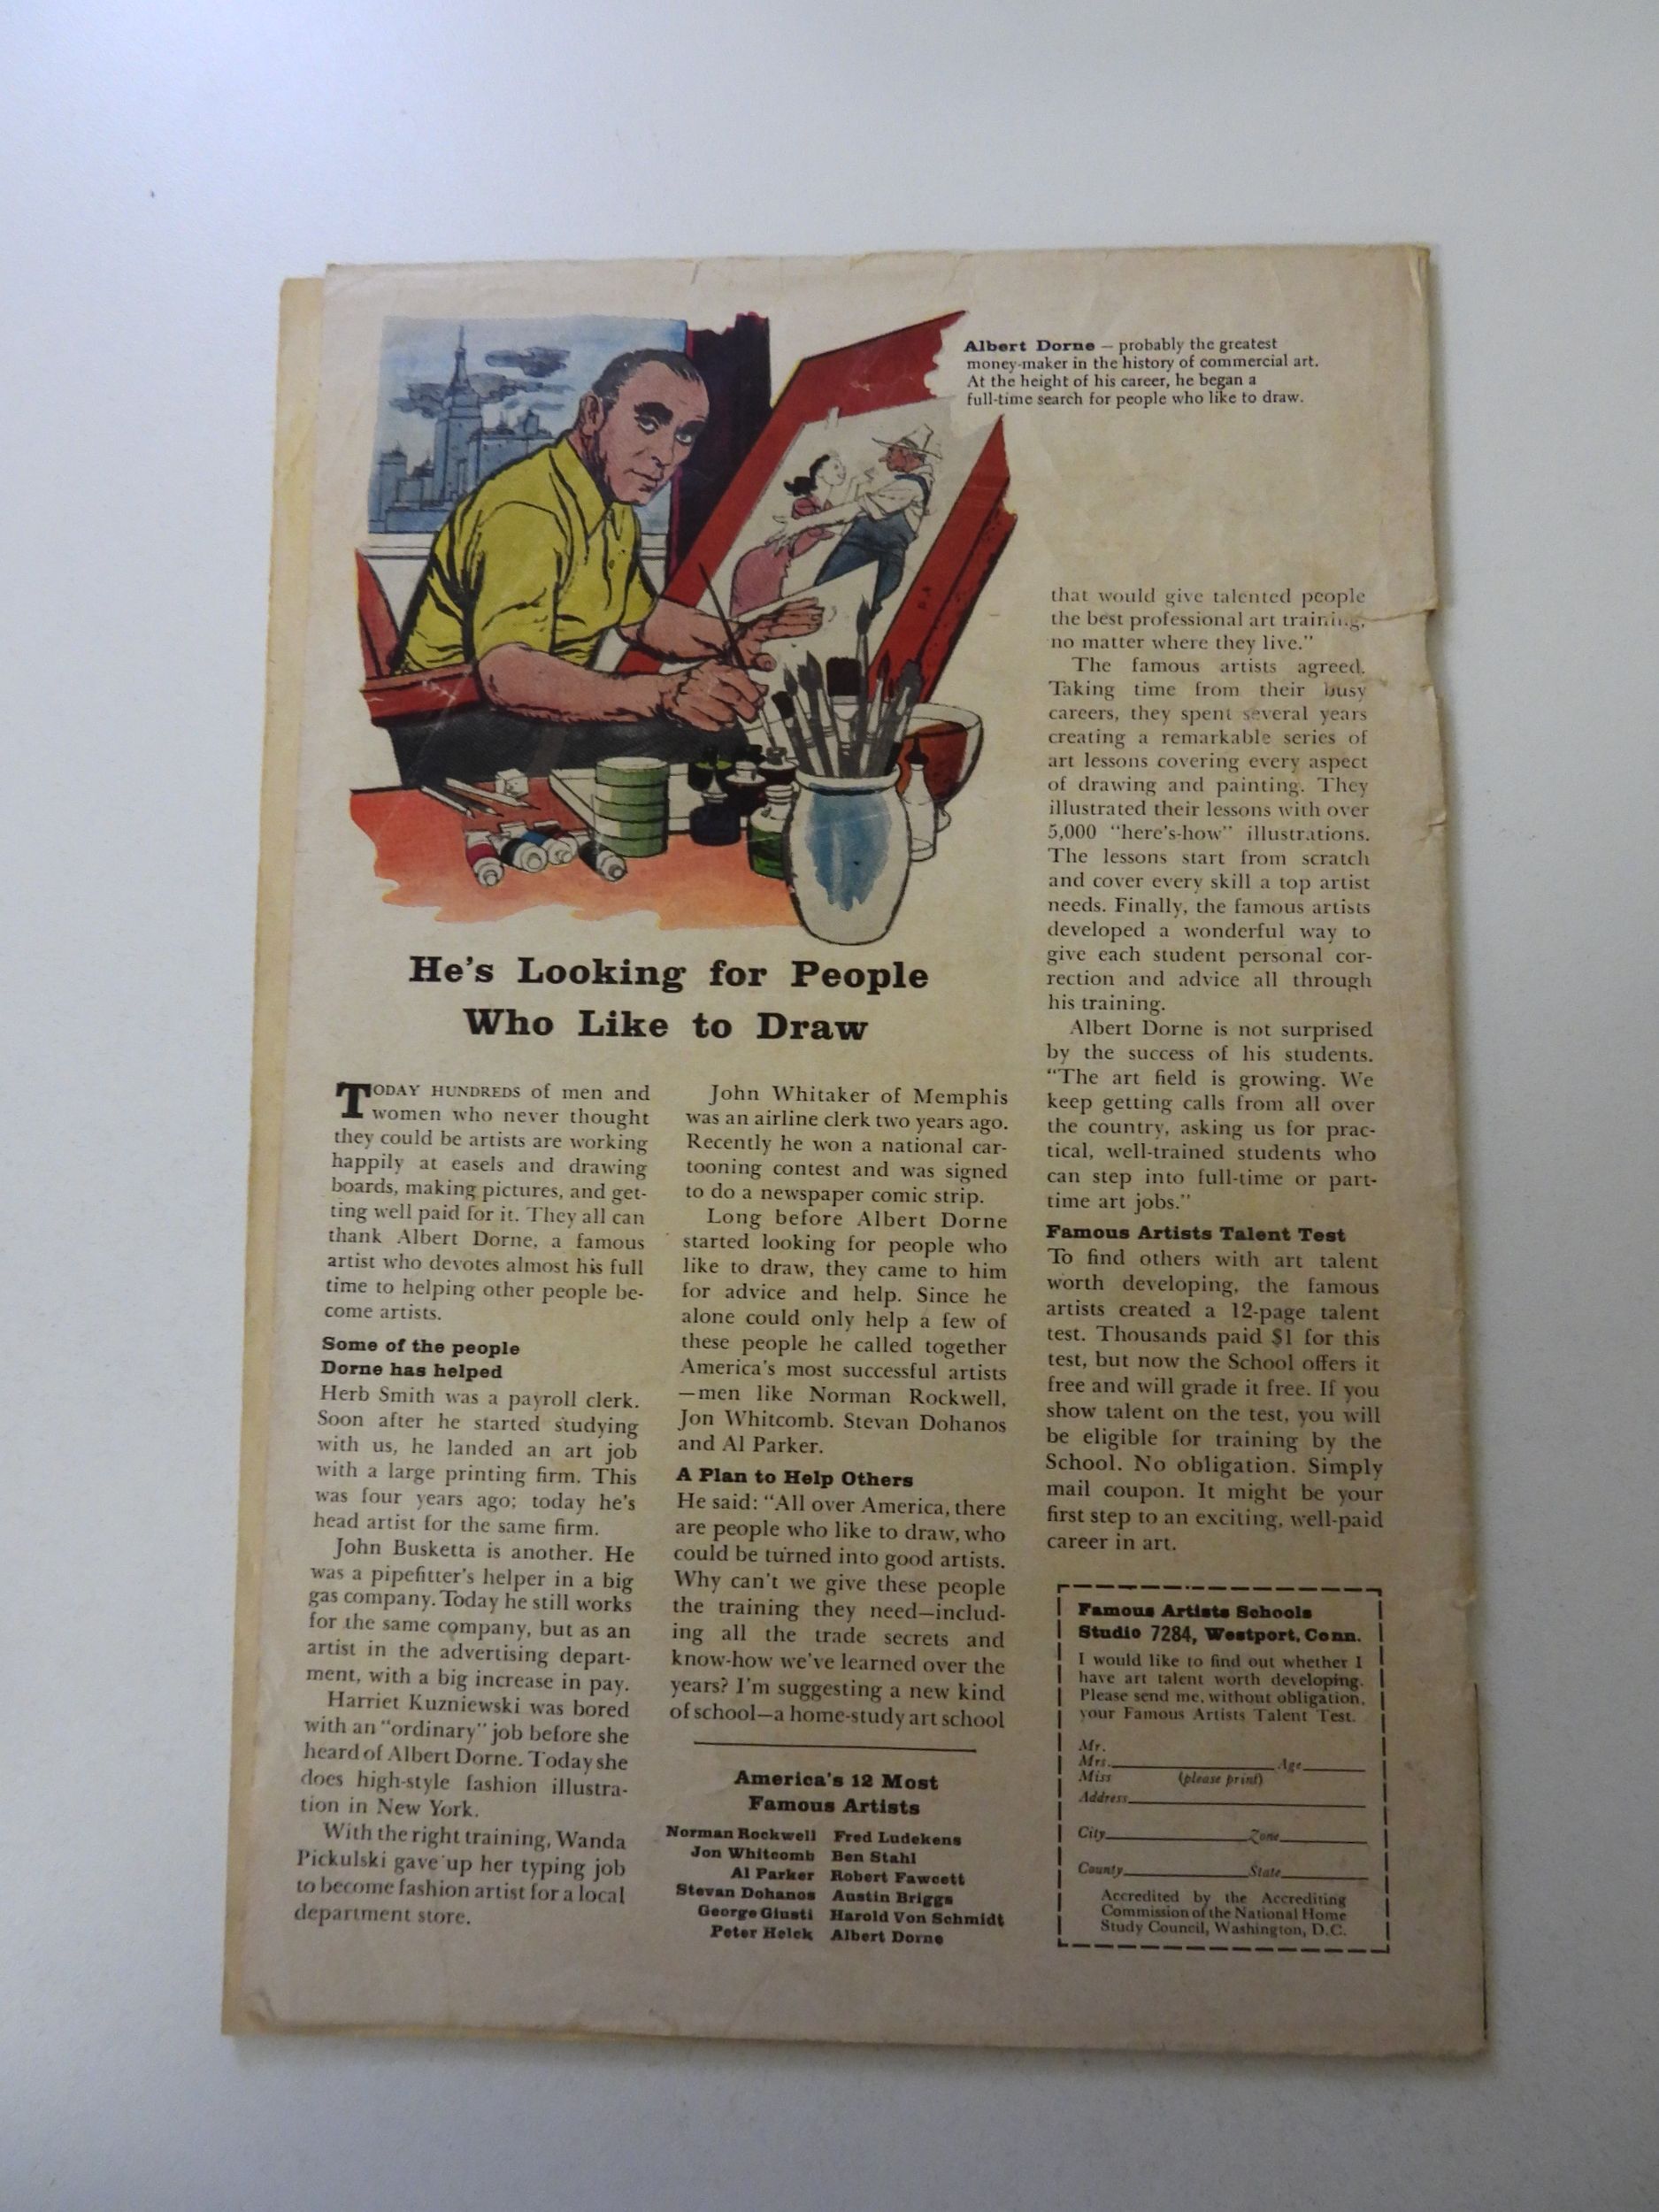 Albert Dorne — probably the greatest
money-maker in the history of commercial art.
At the height of his career, he began a
full-time search for people who like to draw.
He's Looking for People
Who Like to Draw
TODAY HUNDREDS of men and
women who never thought
they could be artists are working
happily at easels and drawing
boards, making pictures, and get-
ting well paid for it. They all can
thank Albert Dorne, a famous
artist who devotes almost his full
time to helping other people be-
come artists.
Some of the people
Dorne has helped
Herb Smith was a payroll clerk.
Soon after he started studying
with us, he landed an art job
with a large printing firm. This
was four years ago; today he's
head artist for the same firm.
John Busketta is another. He
was a pipefitter's helper in a big
gas company. Today he still works
for the same company, but as an
artist in the advertising depart-
ment, with a big increase in pay.
Harriet Kuzniewski was bored
with an "ordinary" job before she
heard of Albert Dorne. Today she
does high-style fashion illustra-
tion in New York.
With the right training, Wanda
Pickulski gave up her typing job
to become fashion artist for a local
department store.
John Whitaker of Memphis
was an airline clerk two years ago.
Recently he won a national car-
tooning contest and was signed
to do a newspaper comic strip.
Long before Albert Dorne
started looking for people who
like to draw, they came to him
for advice and help. Since he
alone could only help a few of
these people he called together
America's most successful artists
—men like Norman Rockwell,
Jon Whitcomb. Stevan Dohanos
and Al Parker.
A Plan to Help Others
He said: "All over America, there
are people who like to draw, who
could be turned into good artists.
Why can't we give these people
the training they need—includ-
ing all the trade secrets and
know-how we've learned over the
years? I'm suggesting a new kind
of school—a home-study art school
America's 12 Most
Famous Artists
Norman Rockwell Fred Ludekens
Jon Whitcomb Ben Stahl
Al Parker Robert Fawcett
Stevan Dohanos Austin Briggs
George Giusti Harold Von Schmidt
Peter Helck Albert Dorne
that would give talented people
the best professional art training,
no matter where they live."
The famous artists agreed.
Taking time from their busy
careers, they spent several years
creating a remarkable series of
art lessons covering every aspect
of drawing and painting. They
illustrated their lessons with over
5,000 "here's-how" illustrations.
The lessons start from scratch
and cover every skill a top artist
needs. Finally, the famous artists
developed a wonderful way to
give each student personal cor-
rection and advice all through
his training.
Albert Dorne is not surprised
by the success of his students.
"The art field is growing. We
keep getting calls from all over
the country, asking us for prac-
tical, well-trained students who
can step into full-time or part-
time art jobs."
Famous Artists Talent Test
To find others with art talent
worth developing, the famous
artists created a 12-page talent
test. Thousands paid $1 for this
test, but now the School offers it
free and will grade it free. If you
show talent on the test, you will
be eligible for training by the
School. No obligation. Simply
mail coupon. It might be your
first step to an exciting, well-paid
career in art.
Famous Artists Schools
Studio 7284, Westport, Conn.
I would like to find out whether I
have art talent worth developing.
Please send me, without obligation,
your Famous Artists Talent Test.
Mr.
Mrs. Age
Miss (please print)
Address
City Zone
County State
Accredited by the Accrediting
Commission of the National Home
Study Council, Washington, D.C.